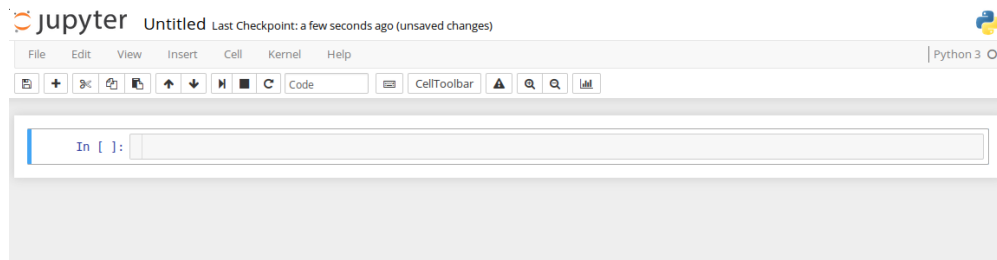 jupyter Untitled Last Checkpoint: a few seconds ago (unsaved changes)
File Edit View Insert Cell Kernel Help Python 3
Code CellToolbar
In [ ]: